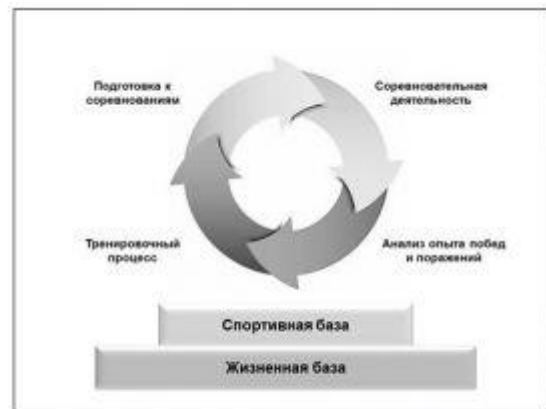 Подготовка к
соревнованиям
Соревновательная
деятельность
Тренировочный
процесс
Анализ опыта побед
и поражений
Спортивная база
Жизненная база